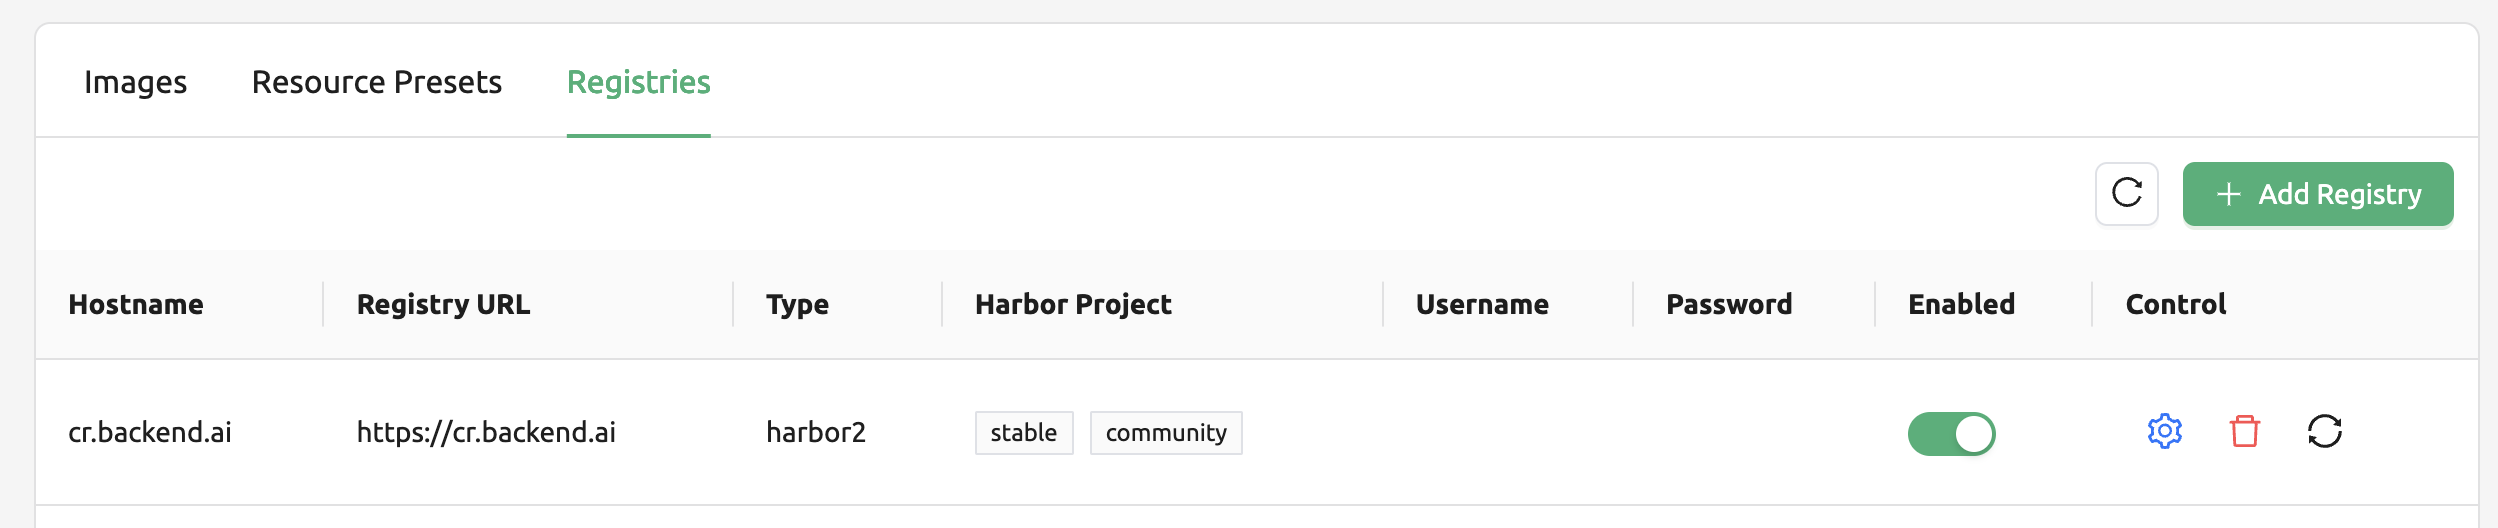 Images Resource Presets Registries
Add Registry
Hostname Registry URL Type Harbor Project Username Password Enabled Control
cr.backend.ai https://cr.backend.ai harbor2 stable community